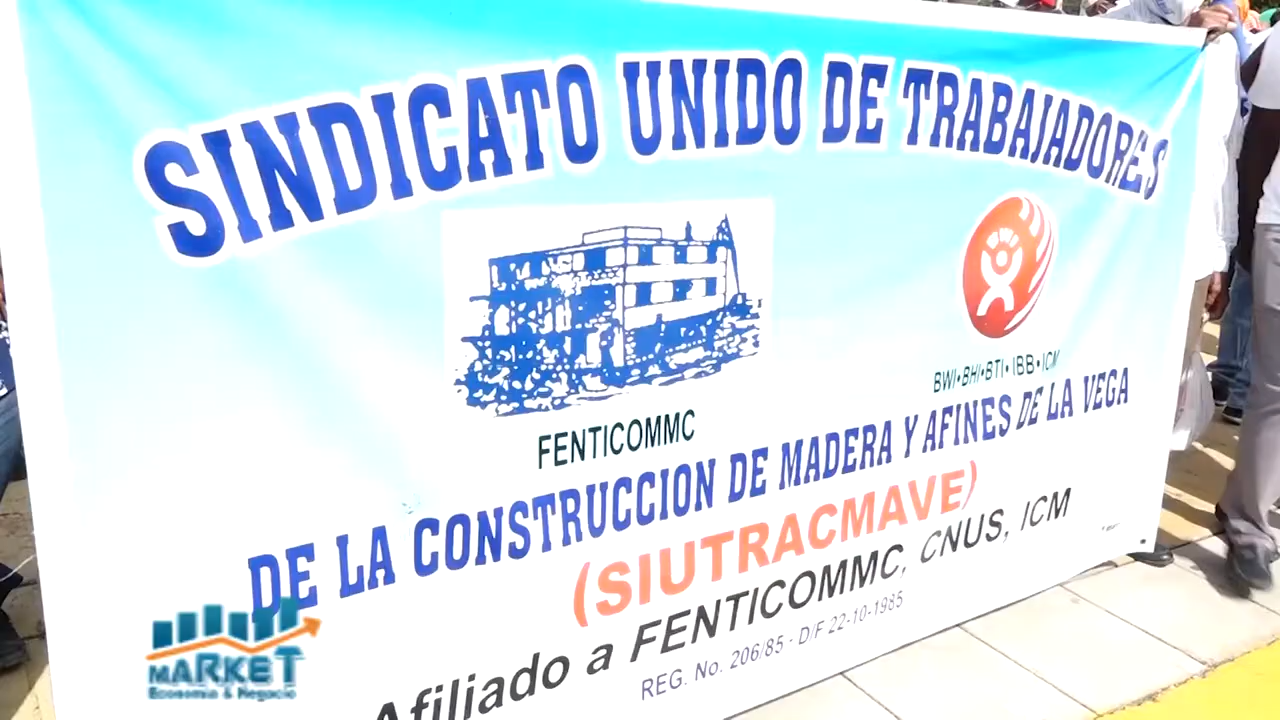 SINDICATO UNIDO DE TRABAJADORES
FENTICOMMC
BWI•BHI•BTI•IBB•ICM
DE LA CONSTRUCCION DE MADERA Y AFINES DE LA VEGA
(SIUTRACMAVE)
Afiliado a FENTICOMMC, CNUS, ICM
REG. No. 206/85 - D/F 22-10-1985
MARKET
Economía & Negocio